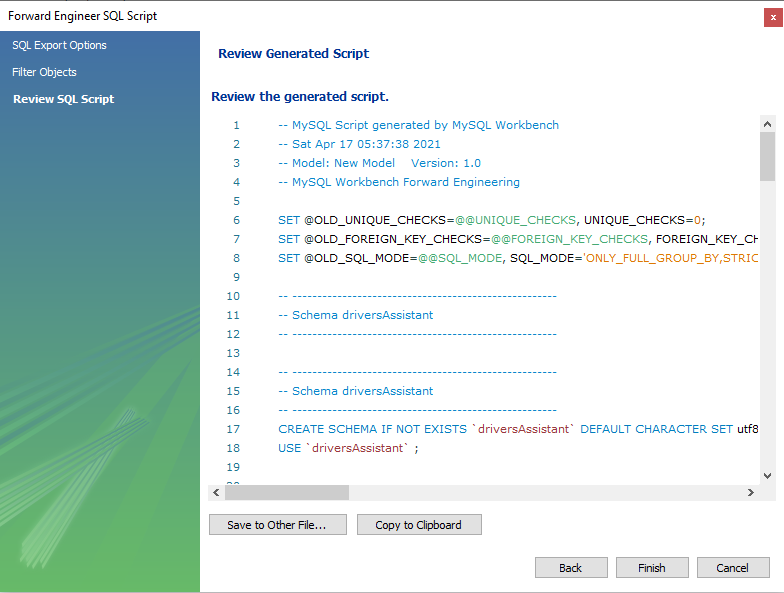 Forward Engineer SQL Script
x
SQL Export Options
Filter Objects
Review SQL Script
Review Generated Script
Review the generated script.
1 -- MySQL Script generated by MySQL Workbench
2 -- Sat Apr 17 05:37:38 2021
3 -- Model: New Model    Version: 1.0
4 -- MySQL Workbench Forward Engineering
5
6 SET @OLD_UNIQUE_CHECKS=@@UNIQUE_CHECKS, UNIQUE_CHECKS=0;
7 SET @OLD_FOREIGN_KEY_CHECKS=@@FOREIGN_KEY_CHECKS, FOREIGN_KEY_CH
8 SET @OLD_SQL_MODE=@@SQL_MODE, SQL_MODE='ONLY_FULL_GROUP_BY,STRIC
9
10 -- -----------------------------------------------------
11 -- Schema driversAssistant
12 -- -----------------------------------------------------
13
14 -- -----------------------------------------------------
15 -- Schema driversAssistant
16 -- -----------------------------------------------------
17 CREATE SCHEMA IF NOT EXISTS `driversAssistant` DEFAULT CHARACTER SET utf8
18 USE `driversAssistant` ;
19
Save to Other File...
Copy to Clipboard
Back
Finish
Cancel